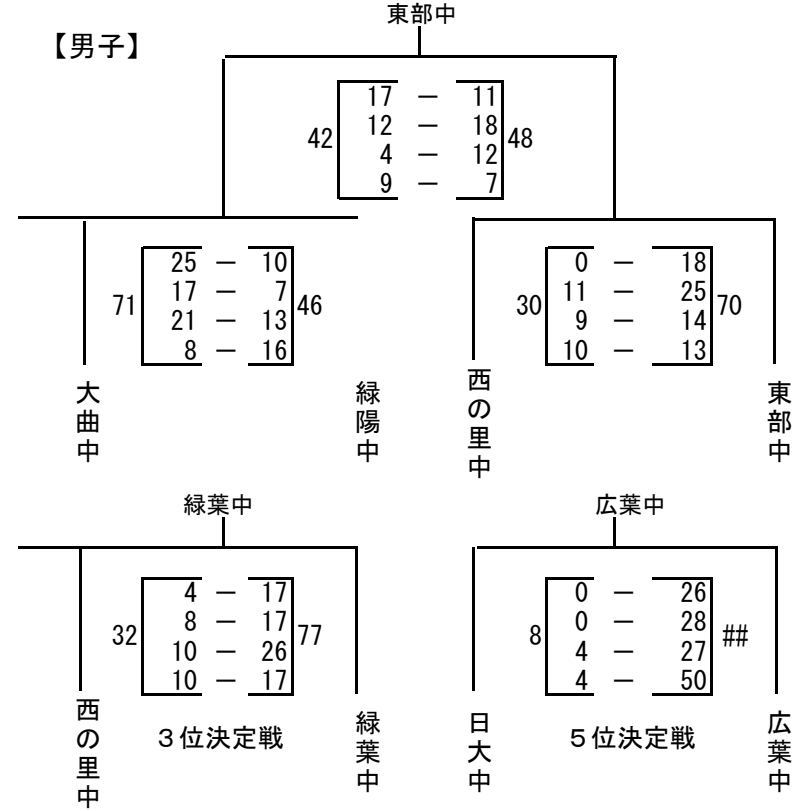 東部中
【男子】
17 － 11
12 － 18
42 48
4 － 12
9 － 7
25 － 10
17 － 7
71 46
21 － 13
8 － 16
0 － 18
11 － 25
30 70
9 － 14
10 － 13
大曲中
緑陽中
西の里中
東部中
緑葉中
広葉中
4 － 17
8 － 17
32 77
10 － 26
10 － 17
0 － 26
0 － 28
8 ##
4 － 27
4 － 50
西の里中
３位決定戦
緑葉中
日大中
５位決定戦
広葉中